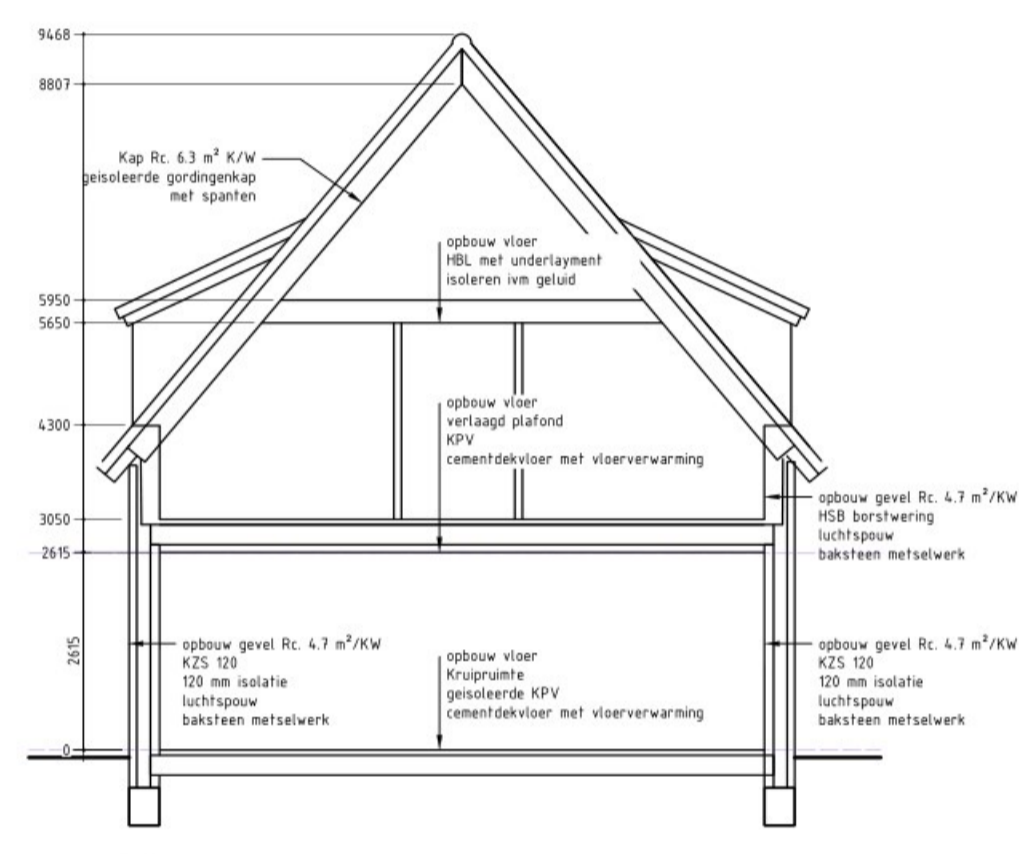 9468
8807
Kap Rc. 6.3 m² K/W
geisoleerde gordingenkap
met spanten
opbouw vloer
HBL met underlayment
isoleren ivm geluid
5950
5650
opbouw vloer
verlaagd plafond
KPV
cementdekvloer met vloerverwarming
4300
opbouw gevel Rc. 4.7 m²/KW
HSB borstwering
luchtspouw
baksteen metselwerk
3050
2615
2615
opbouw gevel Rc. 4.7 m²/KW
KZS 120
120 mm isolatie
luchtspouw
baksteen metselwerk
opbouw vloer
Kruipruimte
geisoleerde KPV
cementdekvloer met vloerverwarming
opbouw gevel Rc. 4.7 m²/KW
KZS 120
120 mm isolatie
luchtspouw
baksteen metselwerk
0